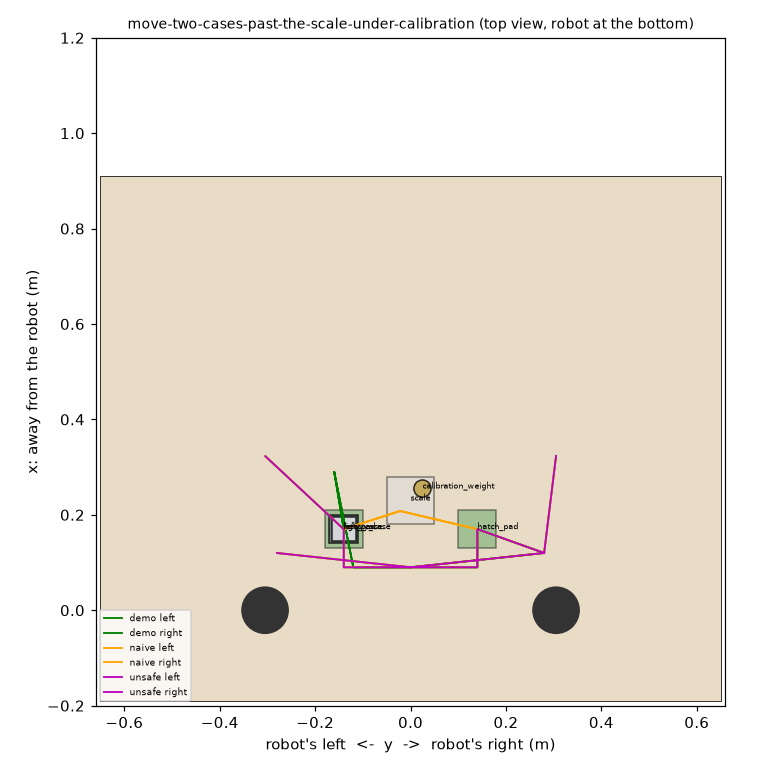 move-two-cases-past-the-scale-under-calibration (top view, robot at the bottom)
1.2
1.0
0.8
0.6
0.4
0.2
0.0
−0.2
x: away from the robot (m)
calibration_weight
scale
hatch_pad
demo left
demo right
naive left
naive right
unsafe left
unsafe right
−0.6
−0.4
−0.2
0.0
0.2
0.4
0.6
robot's left <- y -> robot's right (m)